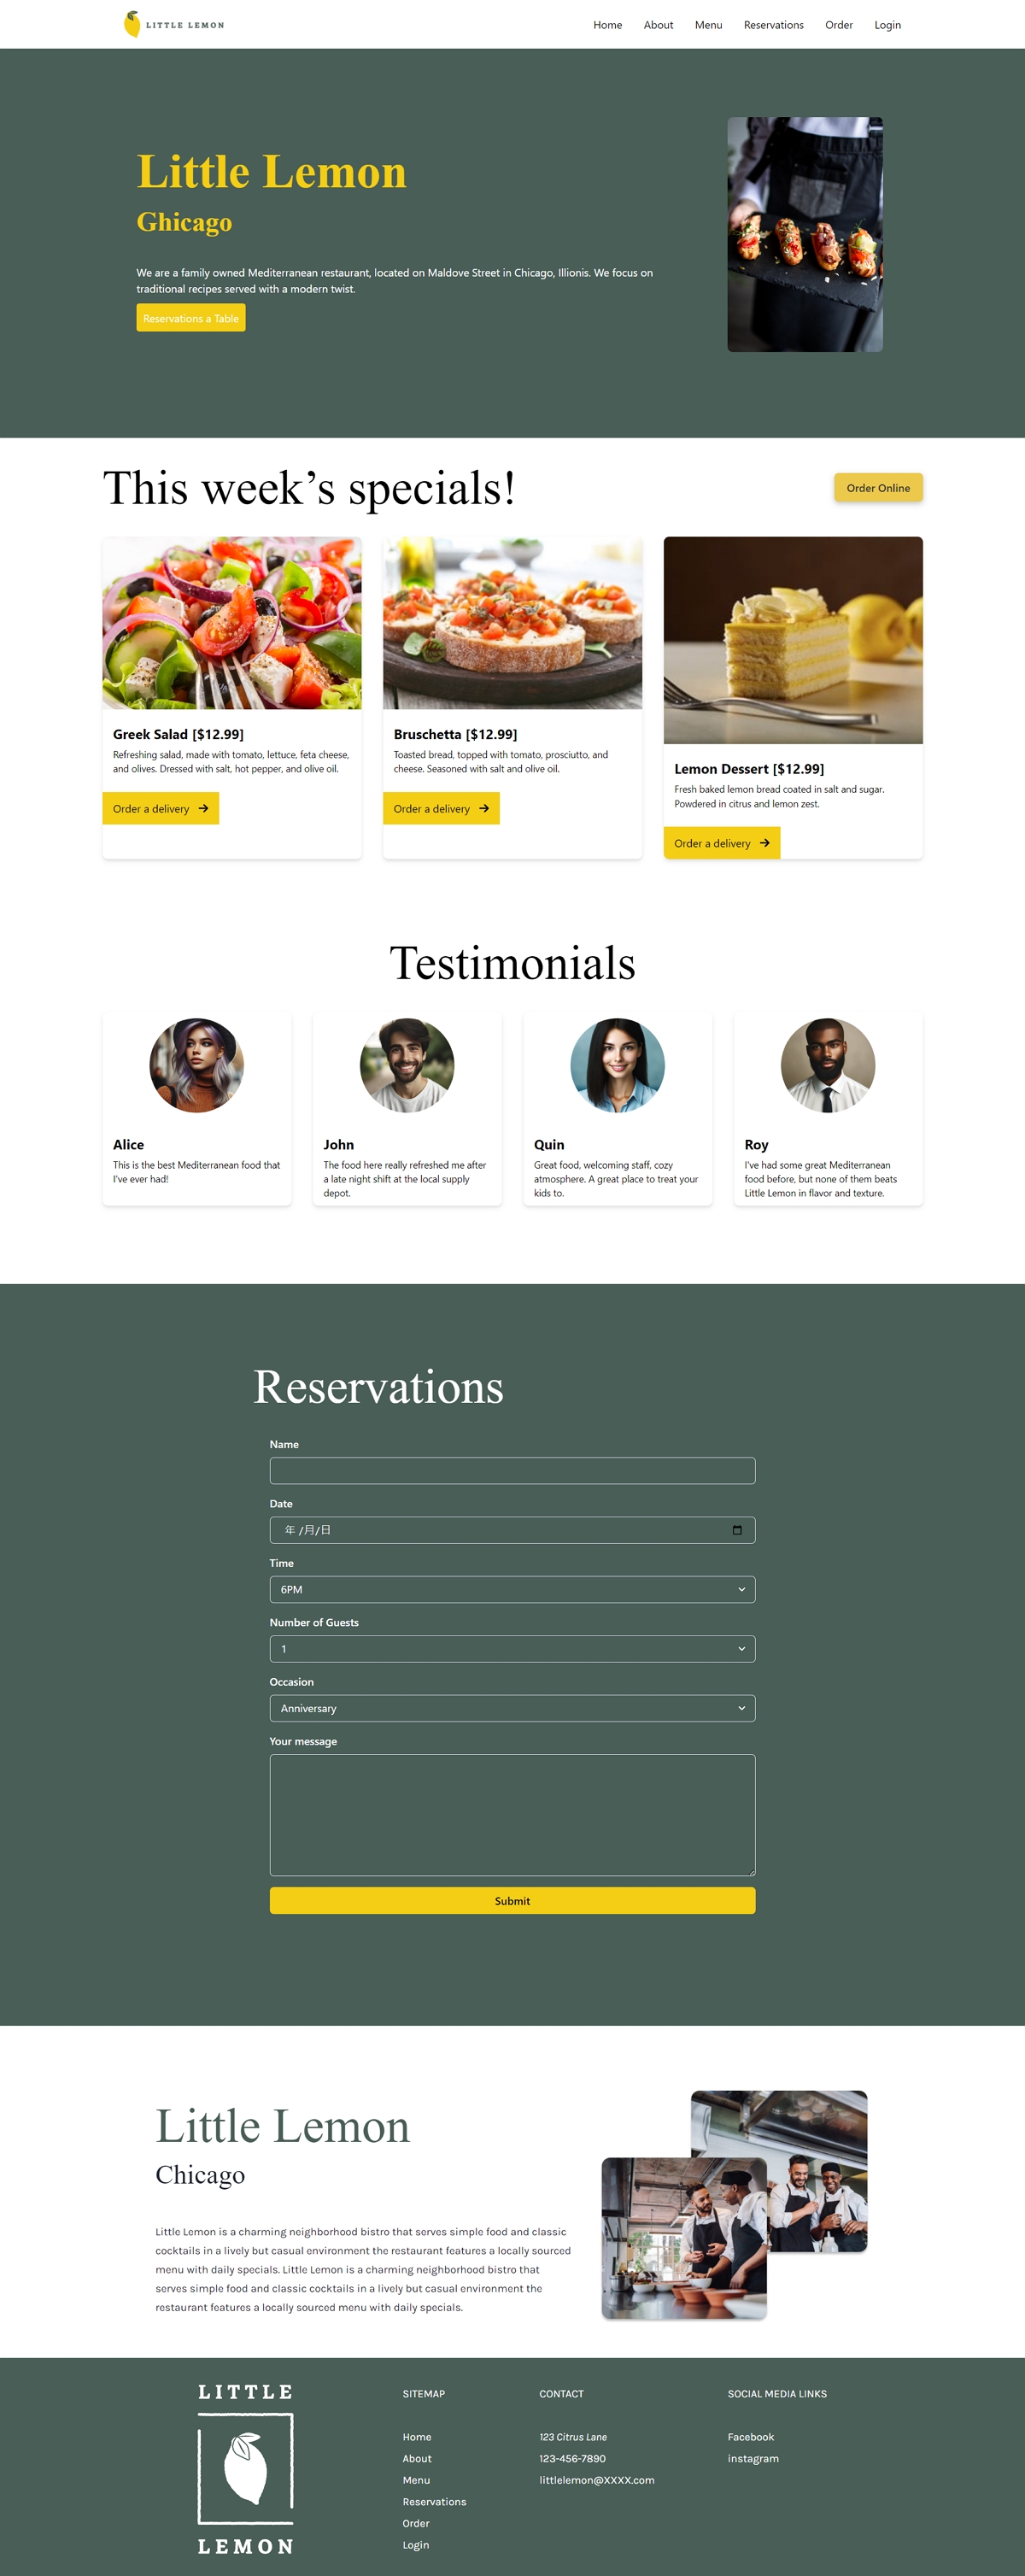 LITTLE LEMON
Home About Menu Reservations Order Login
Little Lemon
Ghicago
We are a family owned Mediterranean restaurant, located on Maldove Street in Chicago, Illionis. We focus on
traditional recipes served with a modern twist.
Reservations a Table
This week’s specials!
Order Online
Greek Salad [$12.99]
Refreshing salad, made with tomato, lettuce, feta cheese,
and olives. Dressed with salt, hot pepper, and olive oil.
Order a delivery
Bruschetta [$12.99]
Toasted bread, topped with tomato, prosciutto, and
cheese. Seasoned with salt and olive oil.
Order a delivery
Lemon Dessert [$12.99]
Fresh baked lemon bread coated in salt and sugar.
Powdered in citrus and lemon zest.
Order a delivery
Testimonials
Alice
This is the best Mediterranean food that
I've ever had!
John
The food here really refreshed me after
a late night shift at the local supply
depot.
Quin
Great food, welcoming staff, cozy
atmosphere. A great place to treat your
kids to.
Roy
I've had some great Mediterranean
food before, but none of them beats
Little Lemon in flavor and texture.
Reservations
Name
Date
年 /月/日
Time
6PM
Number of Guests
1
Occasion
Anniversary
Your message
Submit
Little Lemon
Chicago
Little Lemon is a charming neighborhood bistro that serves simple food and classic
cocktails in a lively but casual environment the restaurant features a locally sourced
menu with daily specials. Little Lemon is a charming neighborhood bistro that
serves simple food and classic cocktails in a lively but casual environment the
restaurant features a locally sourced menu with daily specials.
LITTLE
LEMON
SITEMAP
Home
About
Menu
Reservations
Order
Login
CONTACT
123 Citrus Lane
123-456-7890
littlelemon@XXXX.com
SOCIAL MEDIA LINKS
Facebook
instagram